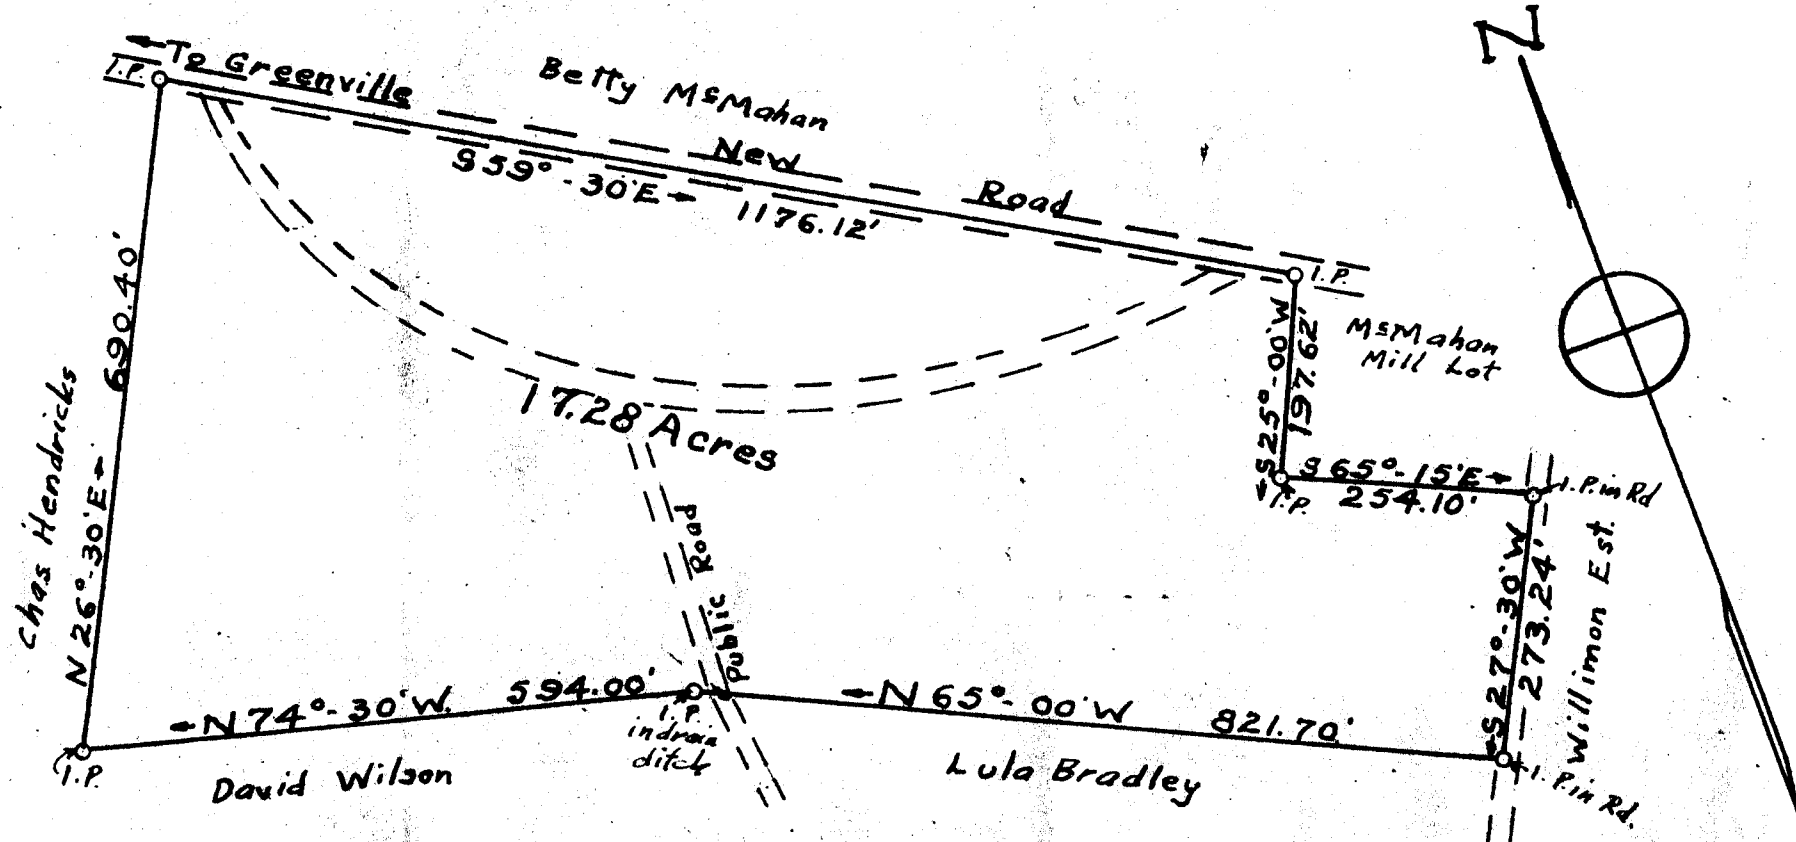 N
To Greenville
I.P.
Betty McMahan
New Road
S 59° - 30' E
1176.12'
I.P.
McMahan
Mill Lot
S 25° - 00' W
197.62'
I.P.
S 65° - 15' E
254.10'
I. P. in Rd
Willimon Est.
S 27° - 30' W
273.24'
I. P. in Rd.
17.28 Acres
Public Road
Chas Hendricks
N 26° - 30' E
690.40'
I.P.
N 74° - 30' W.
594.00'
I. P.
in drain
ditch
N 65° - 00' W
821.70'
David Wilson
Lula Bradley